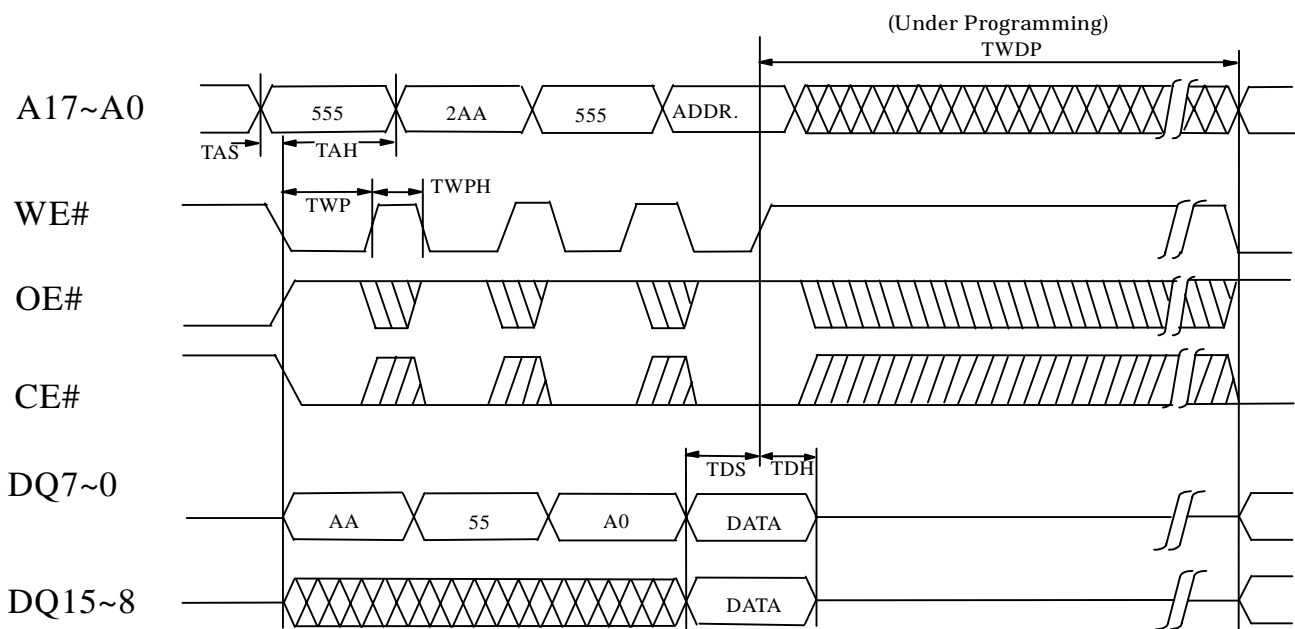 (Under Programming)
TWDP
A17~A0
555
2AA
555
ADDR.
TAS
TAH
TWPH
TWP
WE#
OE#
CE#
TDS
TDH
DQ7~0
AA
55
A0
DATA
DQ15~8
DATA